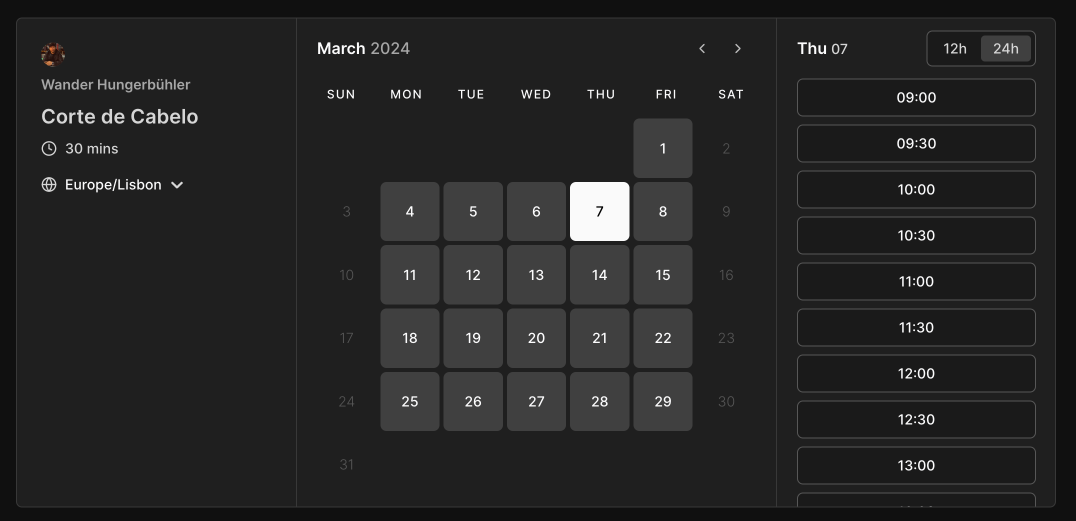 Wander Hungerbühler
Corte de Cabelo
30 mins
Europe/Lisbon
March 2024
SUN MON TUE WED THU FRI SAT
1 2
3 4 5 6 7 8 9
10 11 12 13 14 15 16
17 18 19 20 21 22 23
24 25 26 27 28 29 30
31
Thu 07
12h 24h
09:00
09:30
10:00
10:30
11:00
11:30
12:00
12:30
13:00